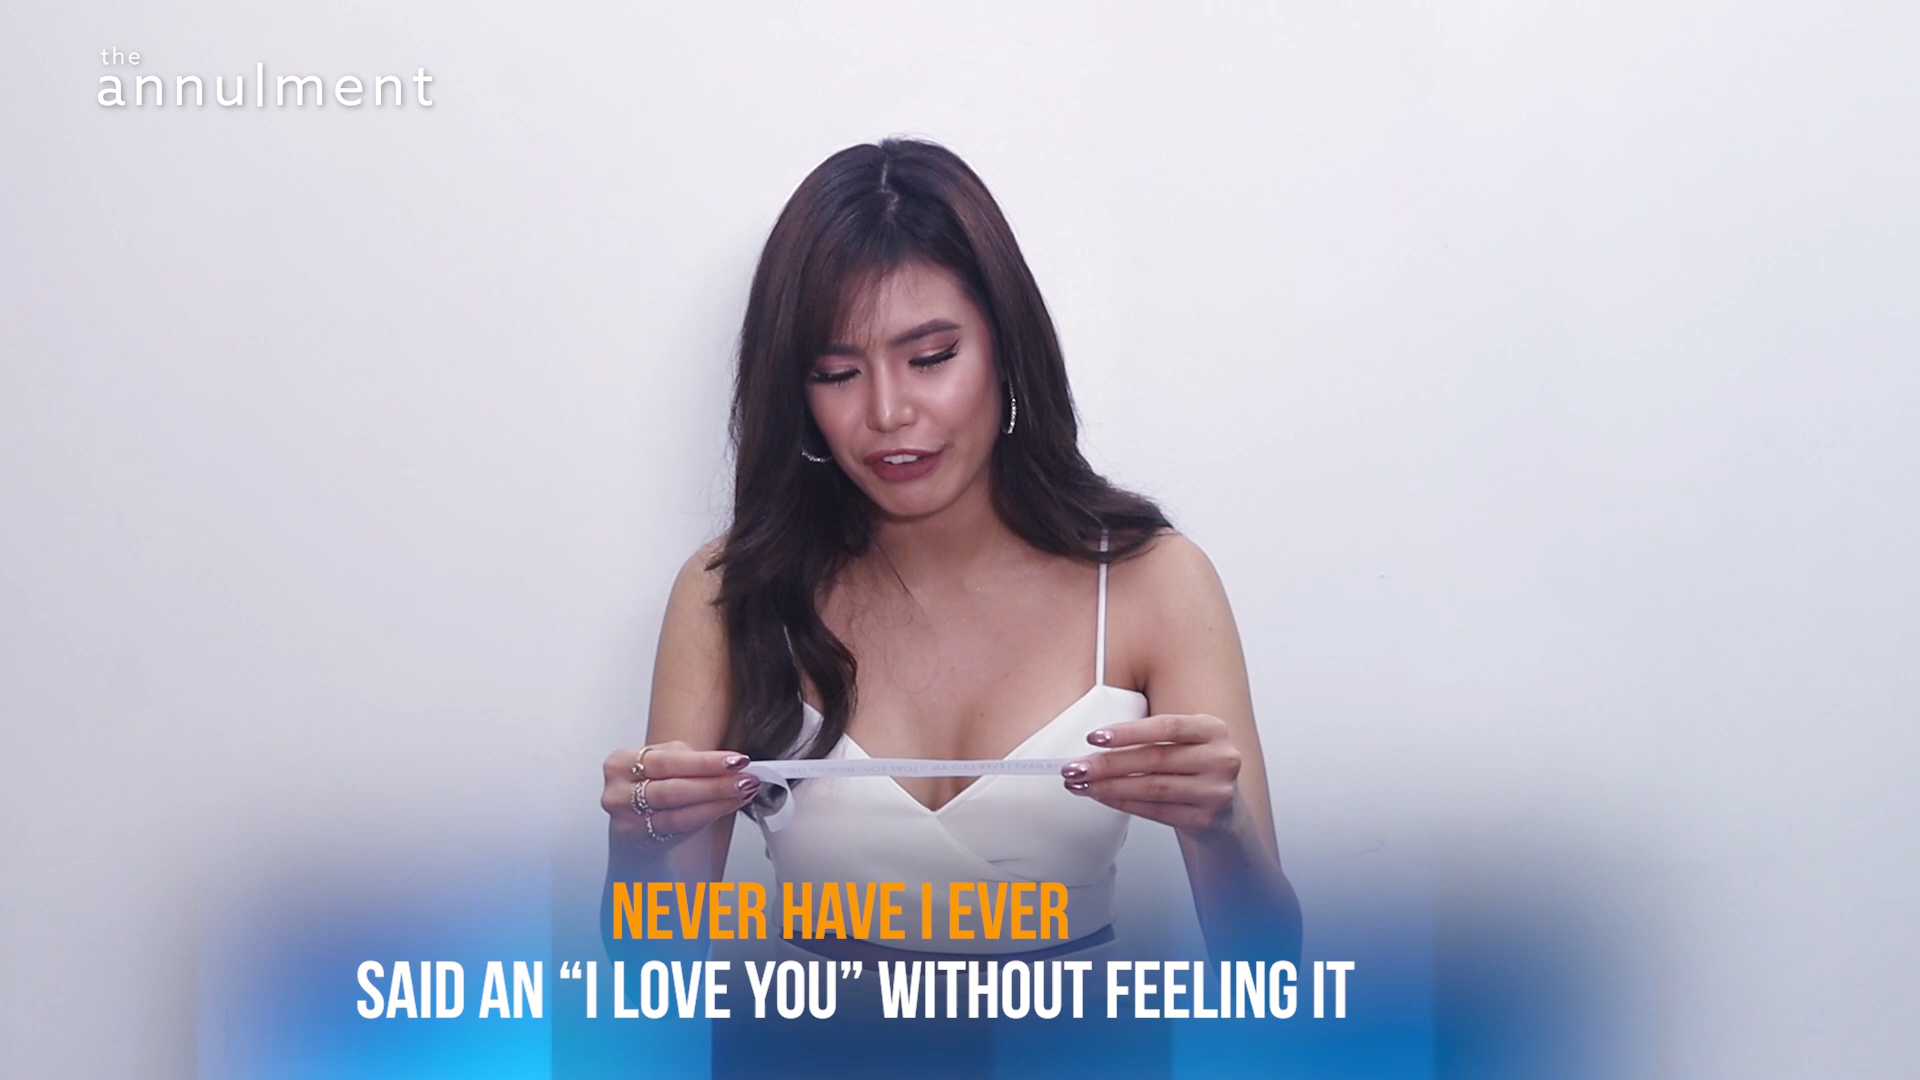 the
annulment
NEVER HAVE I EVER
SAID AN “I LOVE YOU” WITHOUT FEELING IT